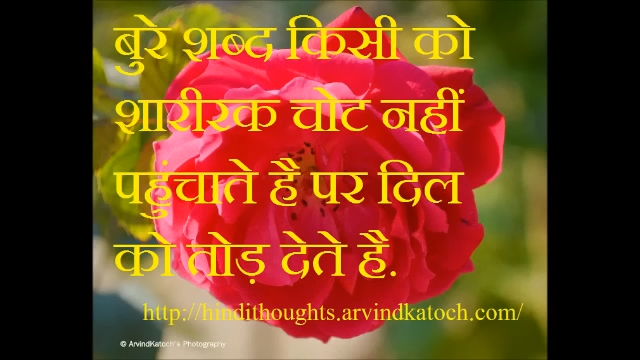 बुरे शब्द किसी को
शारीरक चोट नहीं
पहुंचाते है पर दिल
को तोड़ देते है.
http://hindithoughts.arvindkatoch.com/
© ArvindKatoch's Photography